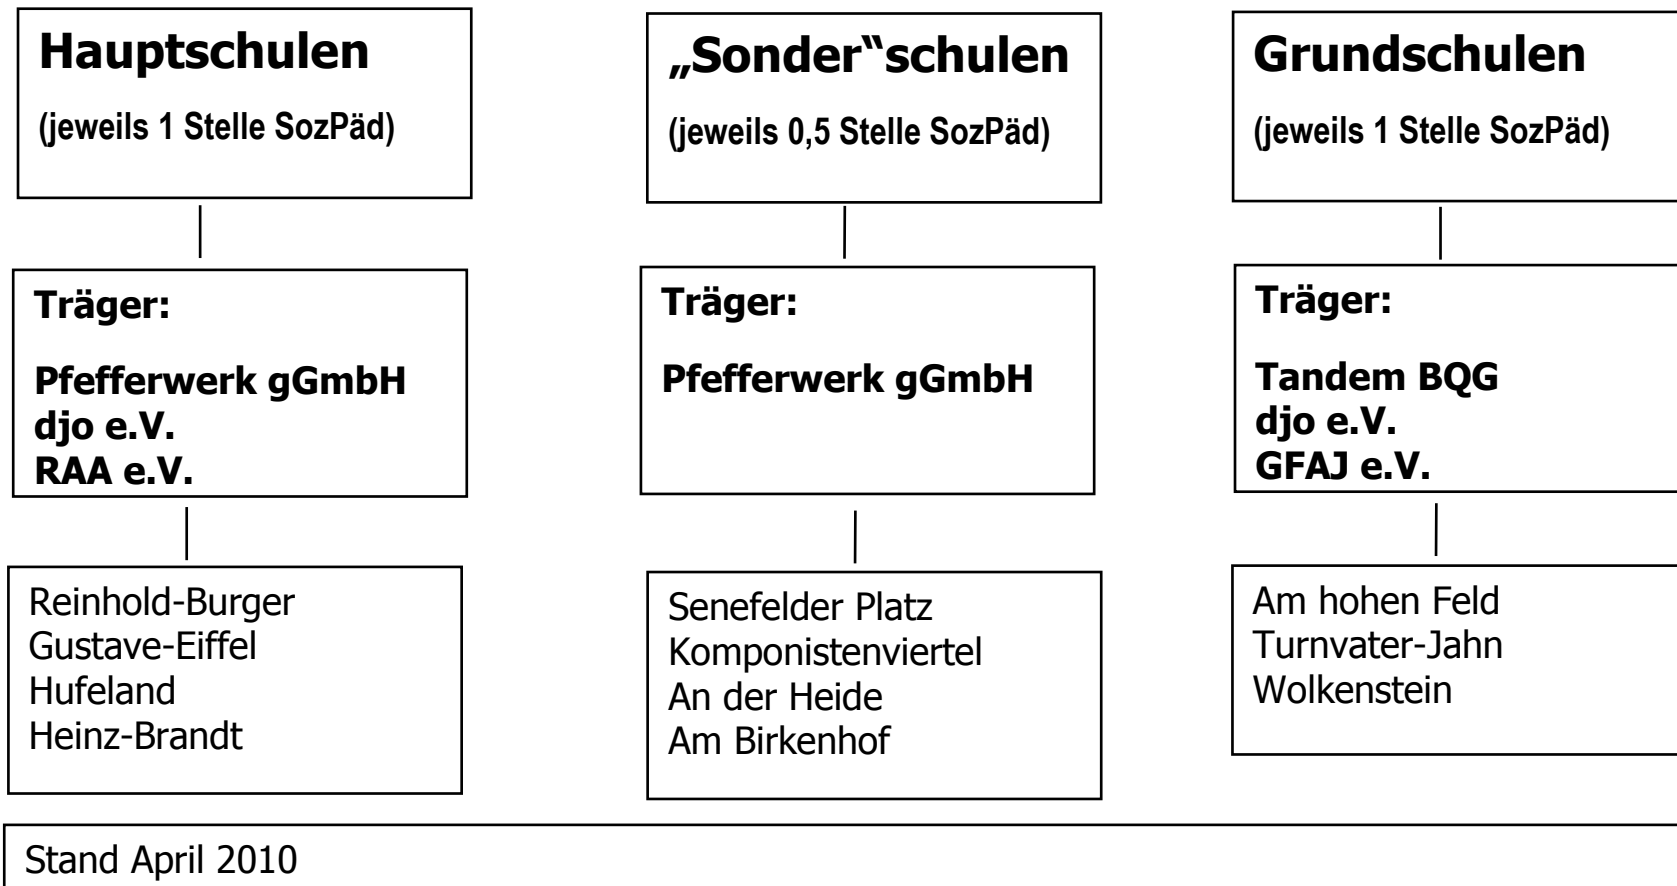 Hauptschulen
(jeweils 1 Stelle SozPäd)
Träger:
Pfefferwerk gGmbH
djo e.V.
RAA e.V.
Reinhold-Burger
Gustave-Eiffel
Hufeland
Heinz-Brandt
„Sonder“schulen
(jeweils 0,5 Stelle SozPäd)
Träger:
Pfefferwerk gGmbH
Senefelder Platz
Komponistenviertel
An der Heide
Am Birkenhof
Grundschulen
(jeweils 1 Stelle SozPäd)
Träger:
Tandem BQG
djo e.V.
GFAJ e.V.
Am hohen Feld
Turnvater-Jahn
Wolkenstein
Stand April 2010